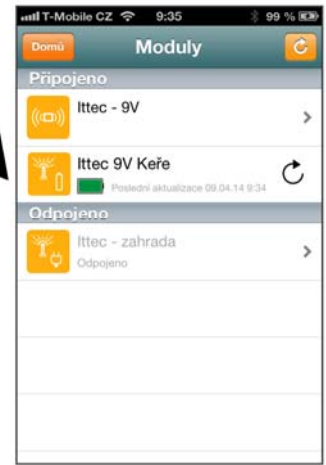 T-Mobile CZ 9:35 99 %
Domů Moduly
Připojeno
Ittec - 9V
Ittec 9V Keře
Poslední aktualizace 09.04.14 9:34
Odpojeno
Ittec - zahrada
Odpojeno